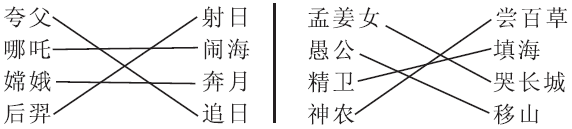 夸父 射日 孟姜女 尝百草
哪吒 闹海 愚公 填海
嫦娥 奔月 精卫 哭长城
后羿 追日 神农 移山